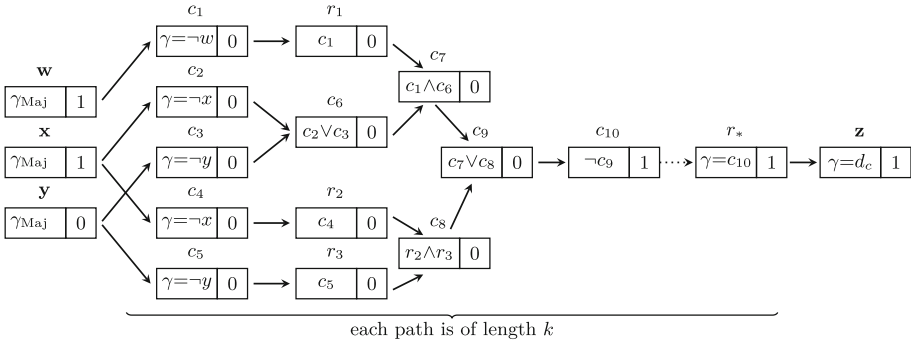 c₁ r₁
γ=¬w 0 c₁ 0
c₇
w c₂ c₁∧c₆ 0
γMaj 1 γ=¬x 0 c₆
x c₃ c₂∨c₃ 0 c₉ c₁₀ r* z
γMaj 1 γ=¬y 0 c₇∨c₈ 0 ¬c₉ 1 γ=c₁₀ 1 γ=d_c 1
y c₄ r₂
γMaj 0 γ=¬x 0 c₄ 0 c₈
c₅ r₃ r₂∧r₃ 0
γ=¬y 0 c₅ 0
each path is of length k